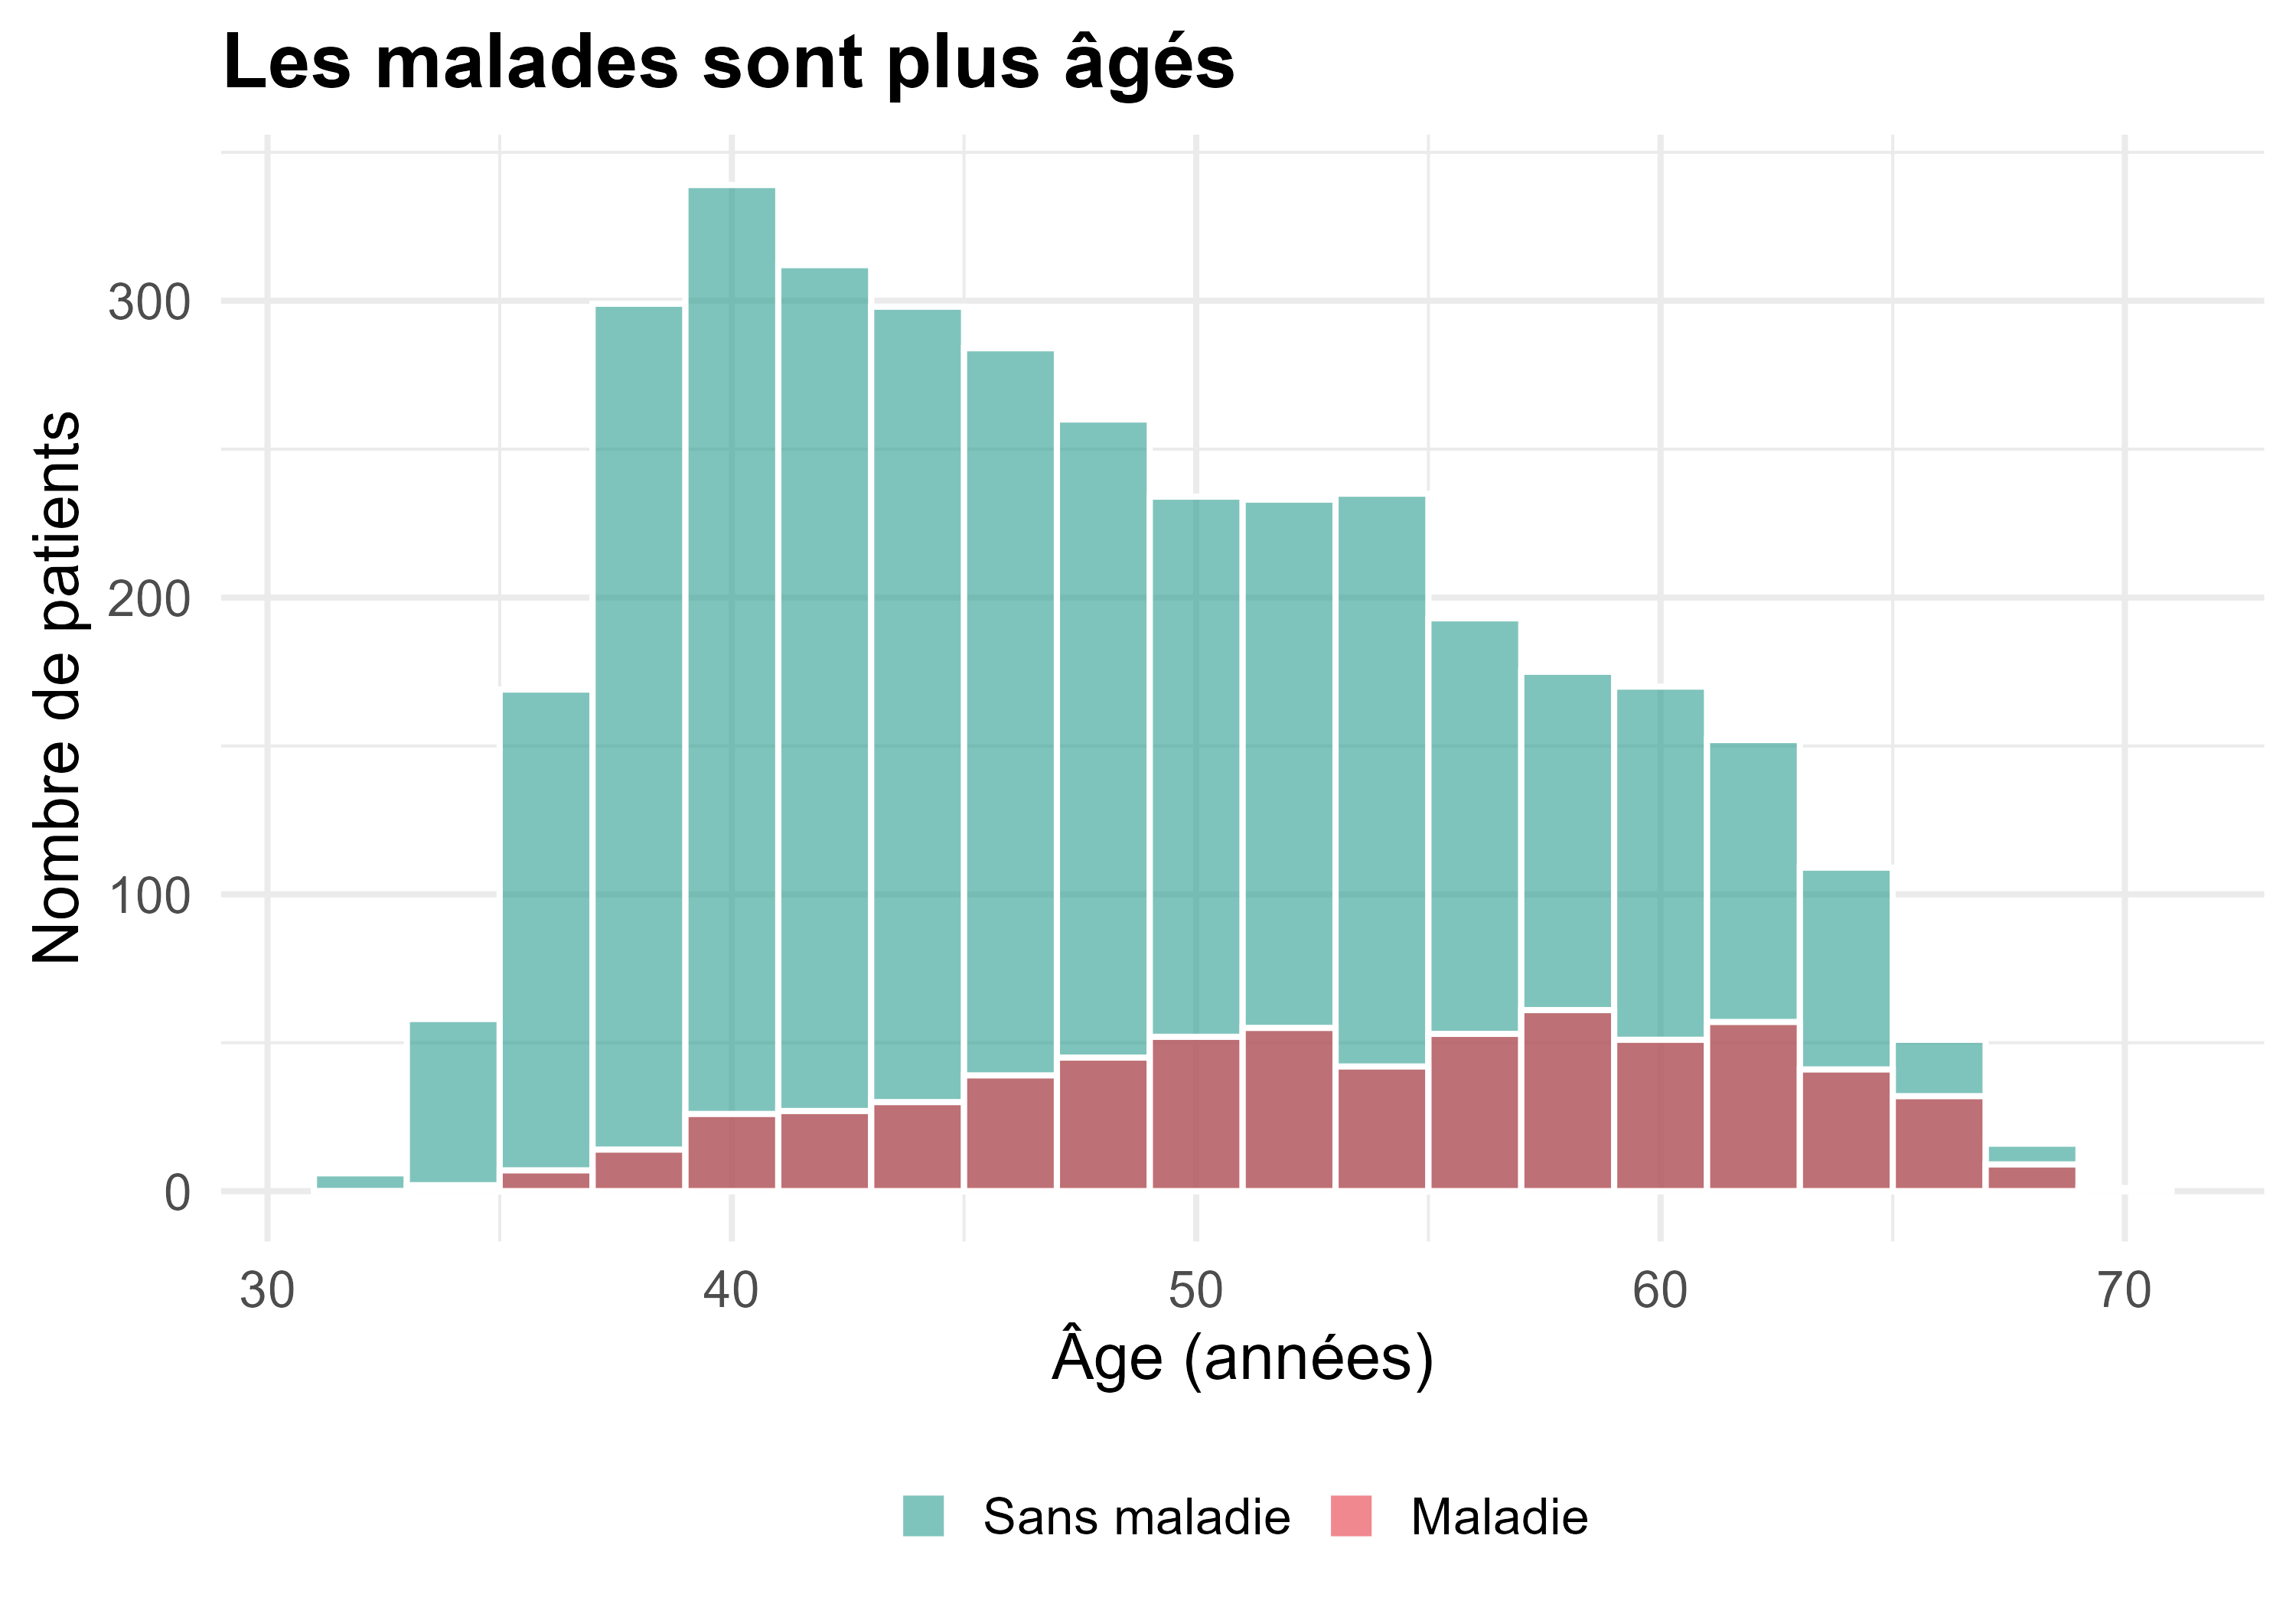 Les malades sont plus âgés
Nombre de patients
300
200
100
0
30 40 50 60 70
Âge (années)
Sans maladie Maladie